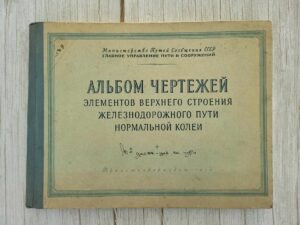 Министерство Путей Сообщения СССР
ГЛАВНОЕ УПРАВЛЕНИЕ ПУТИ И СООРУЖЕНИЙ
АЛЬБОМ ЧЕРТЕЖЕЙ
ЭЛЕМЕНТОВ ВЕРХНЕГО СТРОЕНИЯ
ЖЕЛЕЗНОДОРОЖНОГО ПУТИ
НОРМАЛЬНОЙ КОЛЕИ